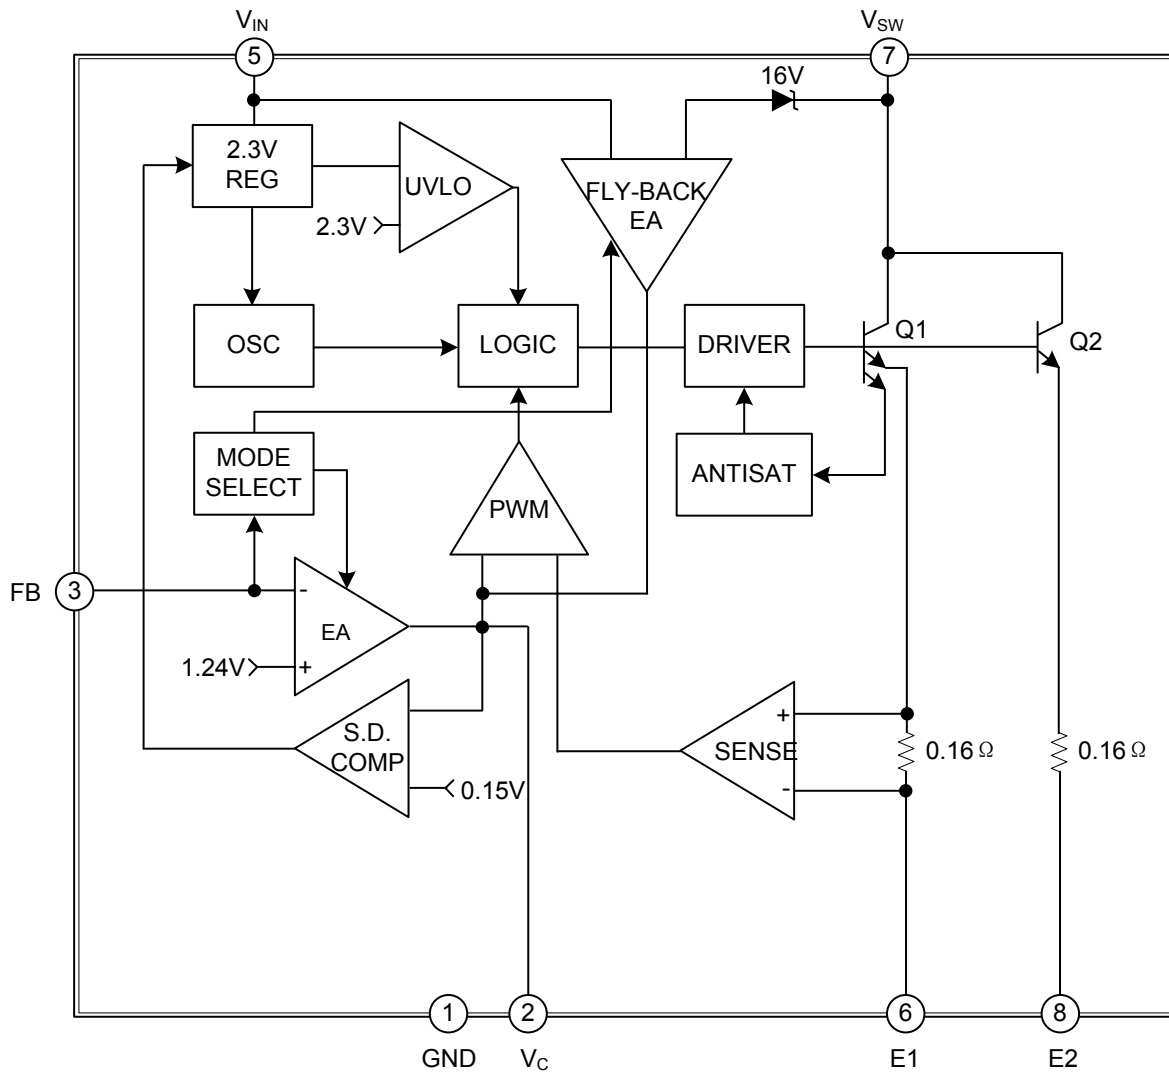 V_IN
V_SW
5
7
16V
2.3V
REG
UVLO
FLY-BACK
EA
2.3V
OSC
LOGIC
DRIVER
Q1
Q2
MODE
SELECT
ANTISAT
PWM
FB
3
-
EA
1.24V
+
S.D.
COMP
+
SENSE
-
0.16Ω
0.16Ω
0.15V
1
2
6
8
GND
V_C
E1
E2